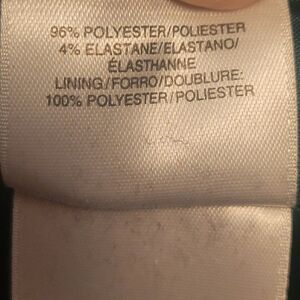 96% POLYESTER/POLIESTER
4% ELASTANE/ELASTANO/
ÉLASTHANNE
LINING/FORRO/DOUBLURE:
100% POLYESTER/POLIESTER